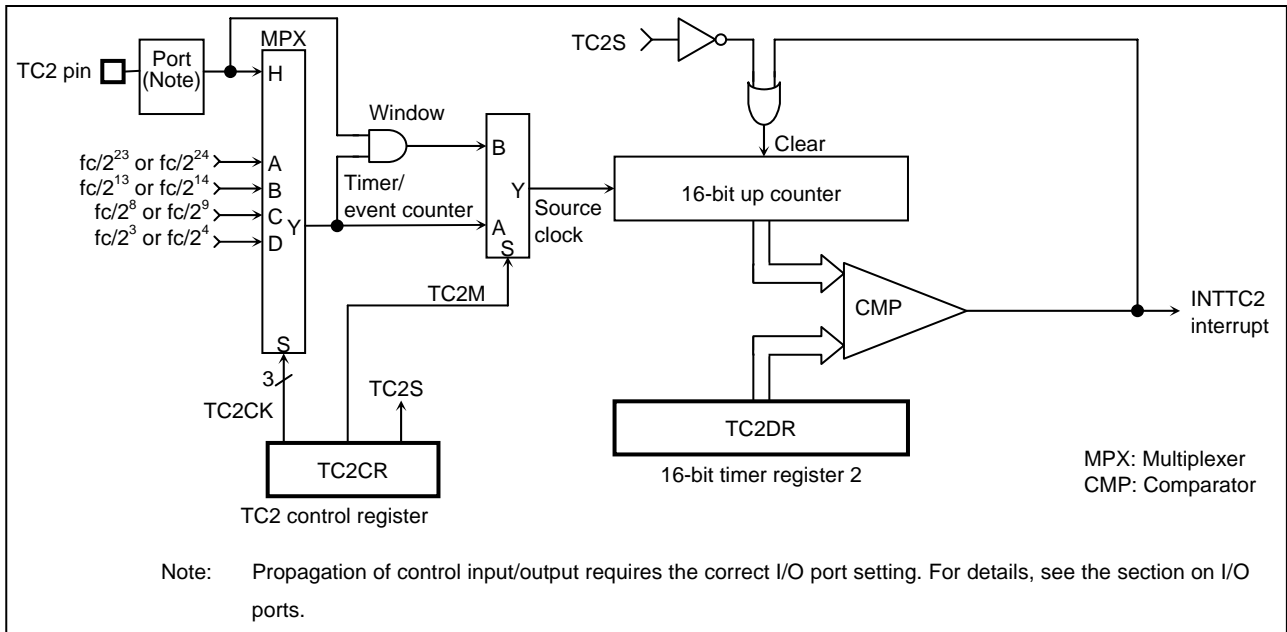 MPX
TC2 pin
Port
(Note)
H
fc/2^23 or fc/2^24
A
fc/2^13 or fc/2^14
B
fc/2^8 or fc/2^9
C
Y
fc/2^3 or fc/2^4
D
S
3
TC2CK
Window
Timer/
event counter
B
Y
A
S
Source
clock
TC2M
TC2S
TC2CR
TC2 control register
TC2S
Clear
16-bit up counter
CMP
INTTC2
interrupt
TC2DR
16-bit timer register 2
MPX: Multiplexer
CMP: Comparator
Note: Propagation of control input/output requires the correct I/O port setting. For details, see the section on I/O
ports.